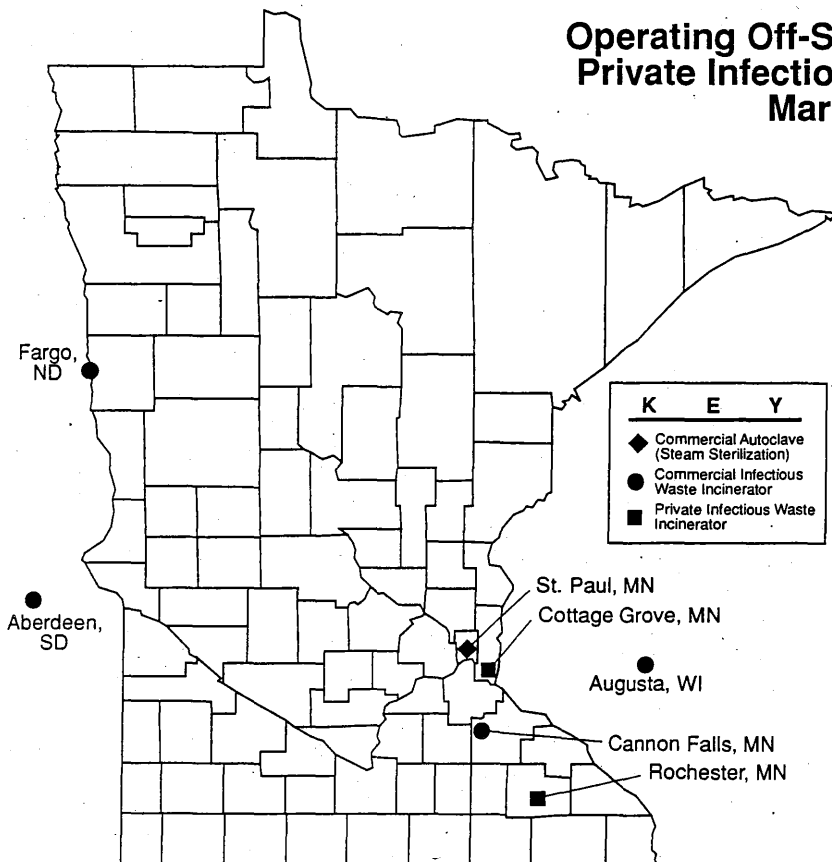 Operating Off-S
Private Infectio
Mar
Fargo,
ND
K E Y
Commercial Autoclave
(Steam Sterilization)
Commercial Infectious
Waste Incinerator
Private Infectious Waste
Incinerator
St. Paul, MN
Cottage Grove, MN
Aberdeen,
SD
Augusta, WI
Cannon Falls, MN
Rochester, MN